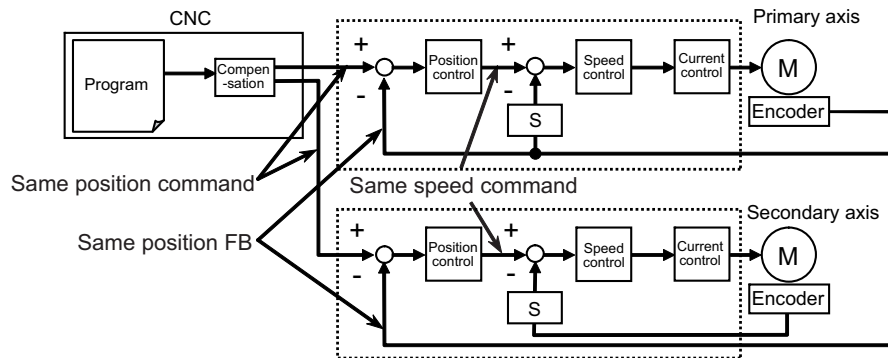 CNC
Program
Compen
-sation
+
-
Position
control
+
-
Speed
control
Current
control
S
Primary axis
M
Encoder
Same position command
Same speed command
Same position FB
+
-
Position
control
+
-
Speed
control
Current
control
S
Secondary axis
M
Encoder